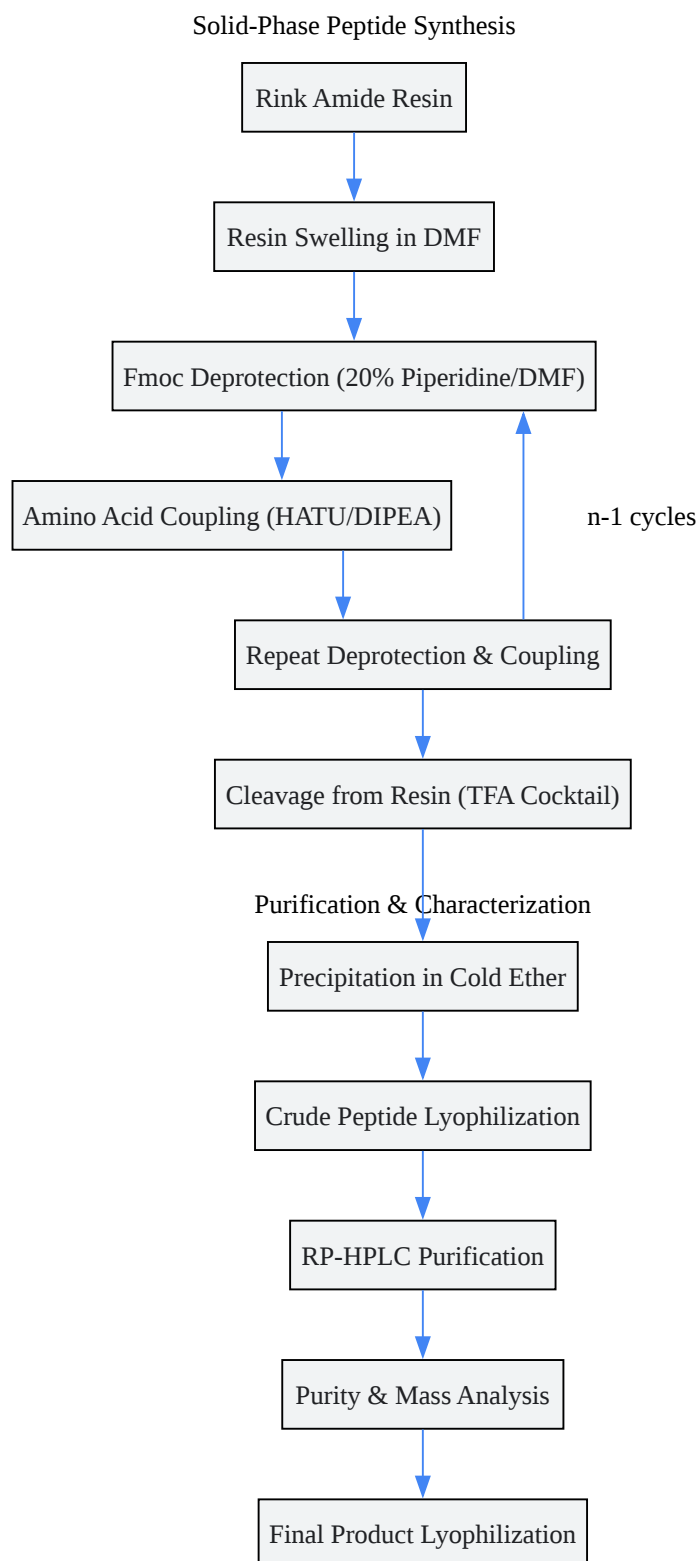 Solid-Phase Peptide Synthesis
Rink Amide Resin
Resin Swelling in DMF
Fmoc Deprotection (20% Piperidine/DMF)
Amino Acid Coupling (HATU/DIPEA)
n-1 cycles
Repeat Deprotection & Coupling
Cleavage from Resin (TFA Cocktail)
Purification & Characterization
Precipitation in Cold Ether
Crude Peptide Lyophilization
RP-HPLC Purification
Purity & Mass Analysis
Final Product Lyophilization